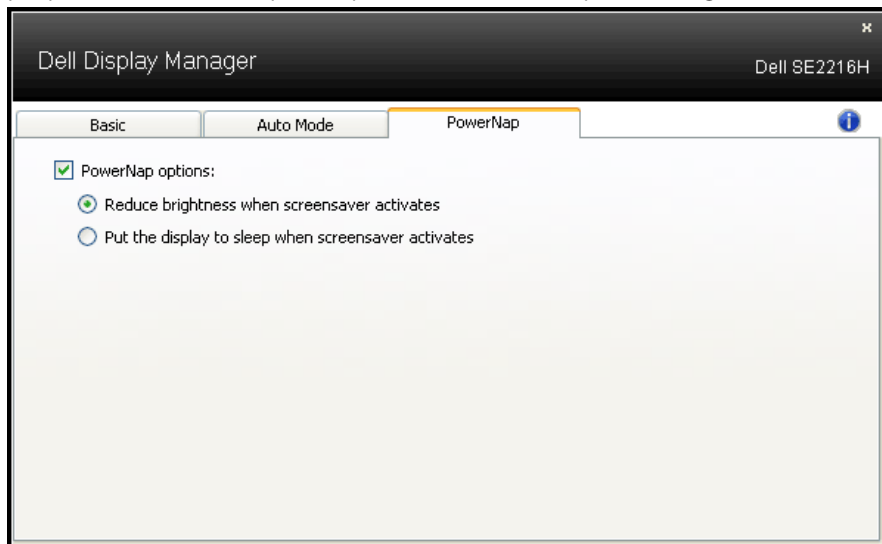 x
Dell Display Manager
Dell SE2216H
Basic
Auto Mode
PowerNap
i
PowerNap options:
Reduce brightness when screensaver activates
Put the display to sleep when screensaver activates